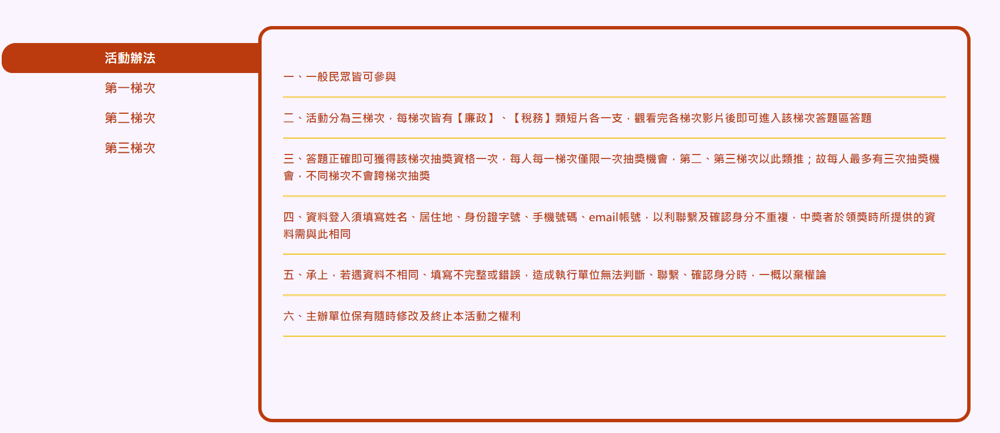 活動辦法
第一梯次
第二梯次
第三梯次
一、一般民眾皆可參與
二、活動分為三梯次，每梯次皆有【廉政】、【稅務】類短片各一支，觀看完各梯次影片後即可進入該梯次答題區答題
三、答題正確即可獲得該梯次抽獎資格一次，每人每一梯次僅限一次抽獎機會，第二、第三梯次以此類推；故每人最多有三次抽獎機
會，不同梯次不會跨梯次抽獎
四、資料登入須填寫姓名、居住地、身份證字號、手機號碼、email帳號，以利聯繫及確認身分不重複，中獎者於領獎時所提供的資
料需與此相同
五、承上，若遇資料不相同、填寫不完整或錯誤，造成執行單位無法判斷、聯繫、確認身分時，一概以棄權論
六、主辦單位保有隨時修改及終止本活動之權利